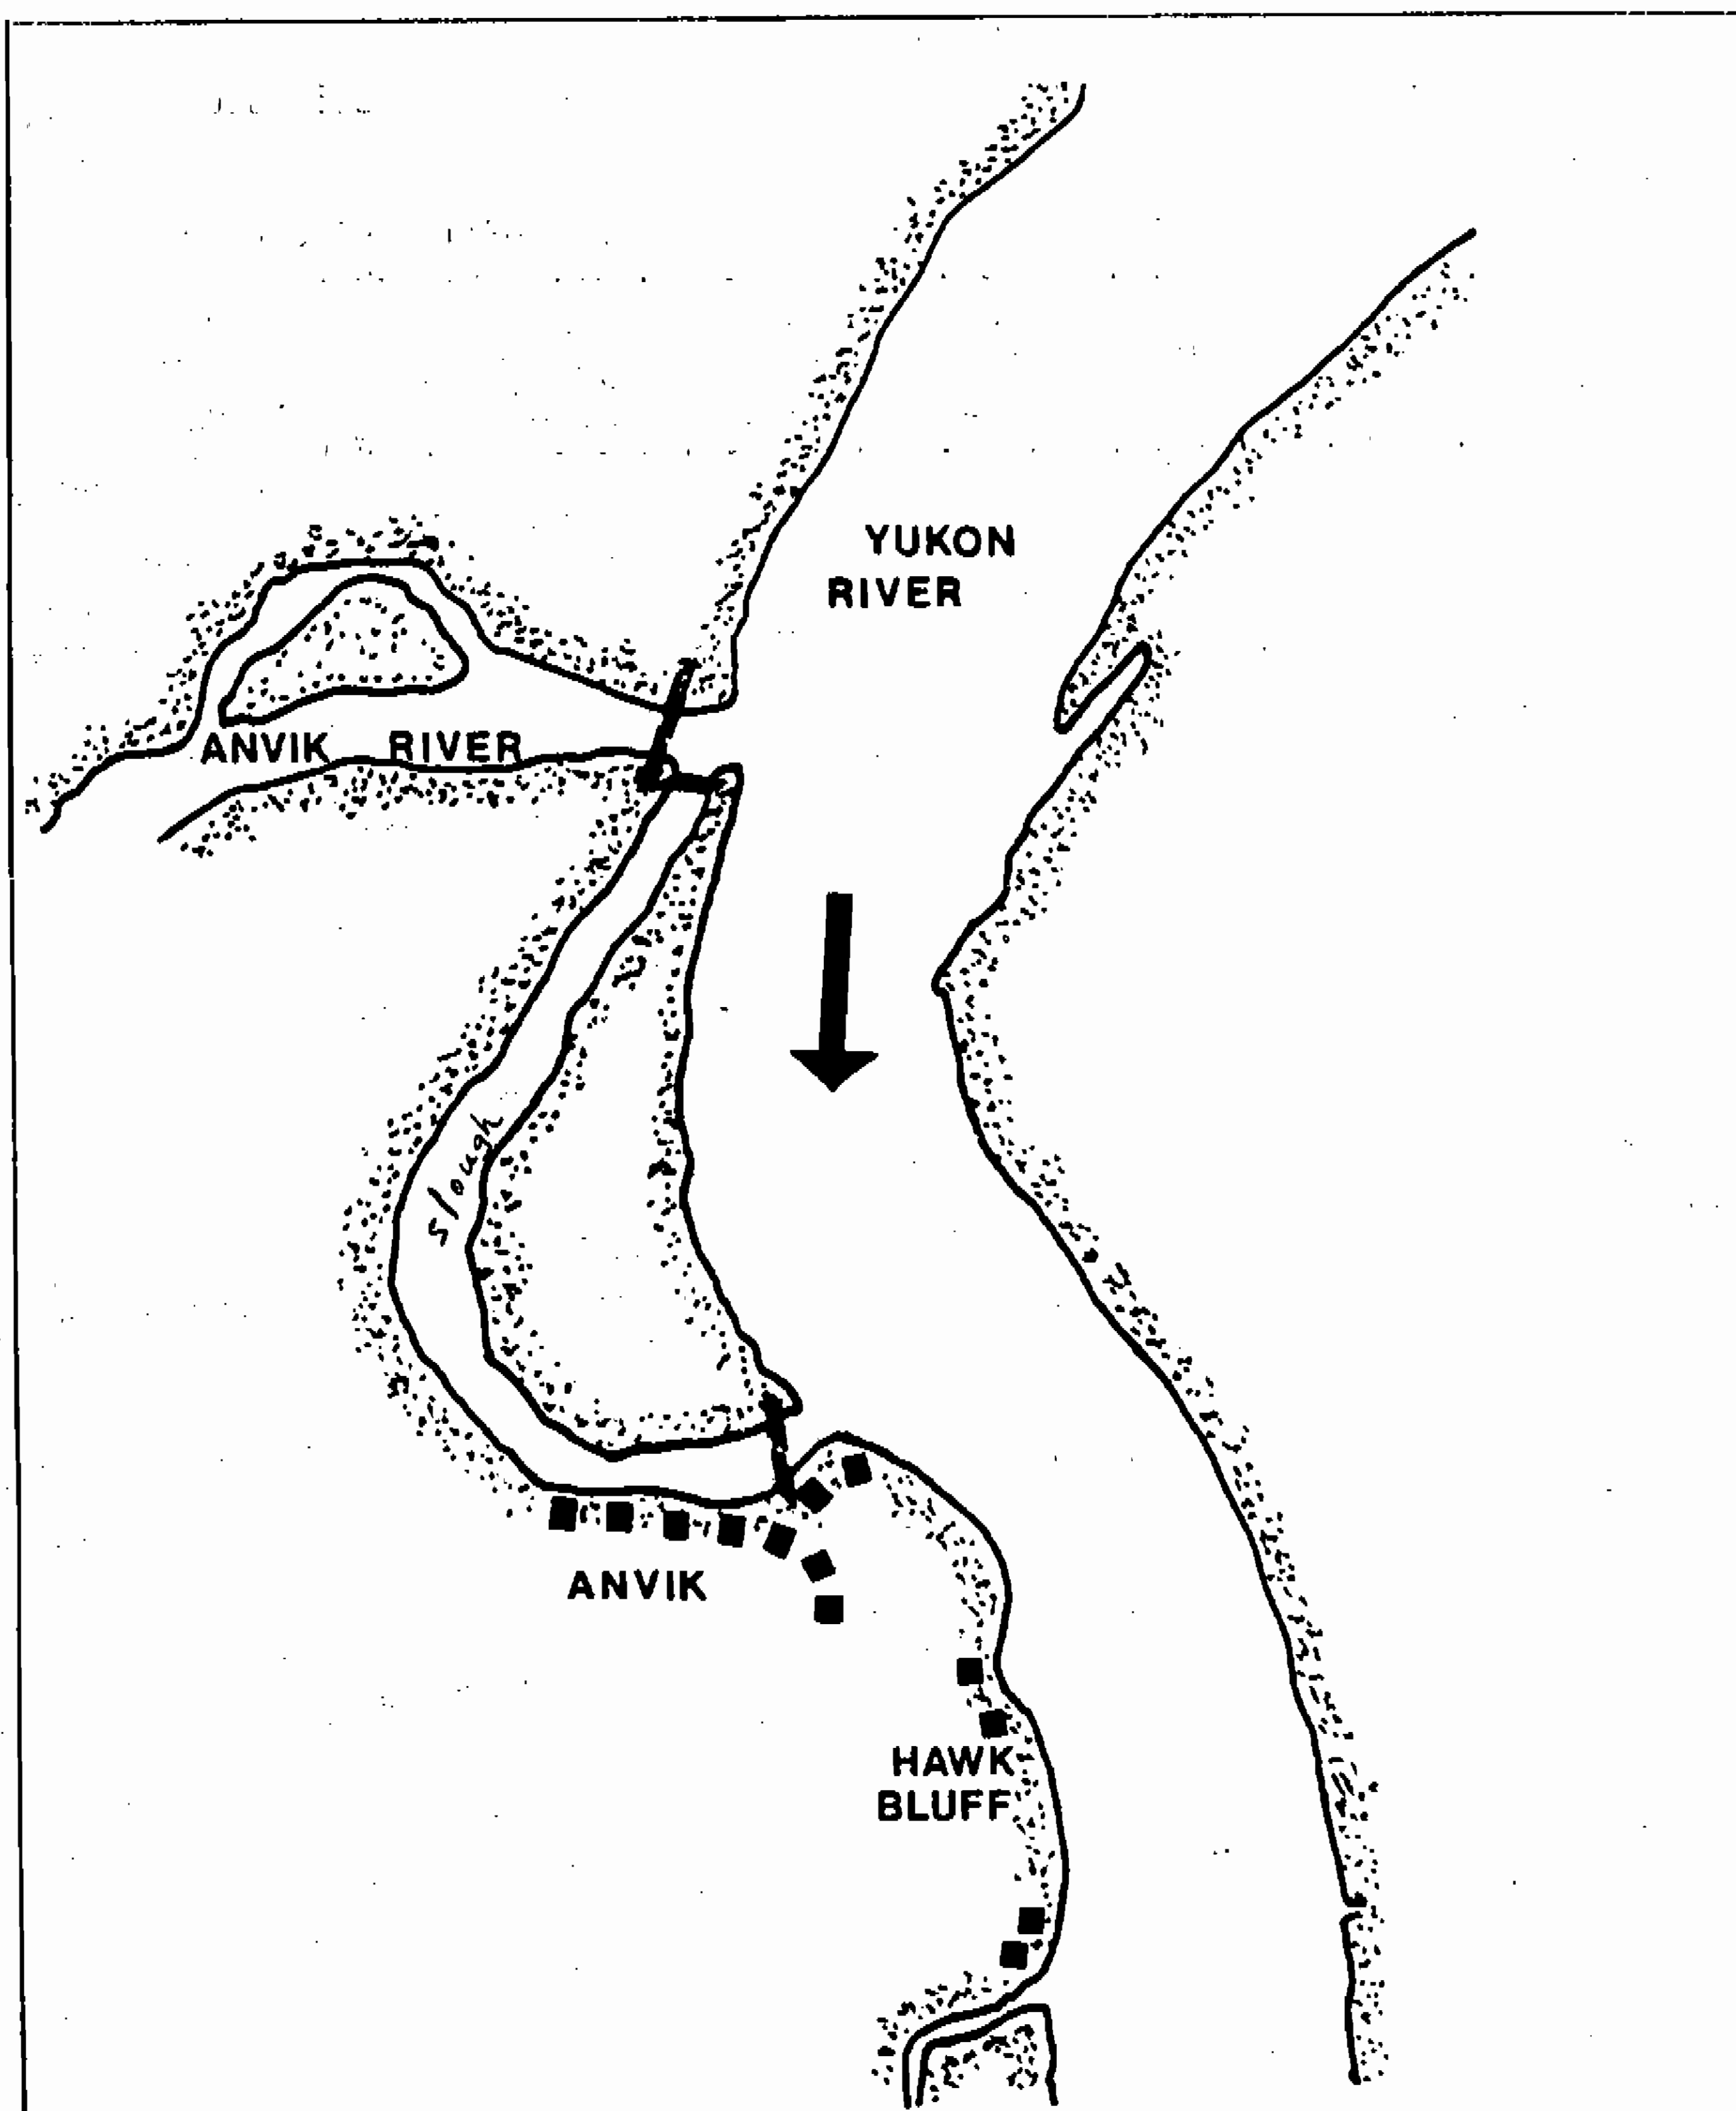 YUKON
RIVER
ANVIK RIVER
Slough
ANVIK
HAWK
BLUFF